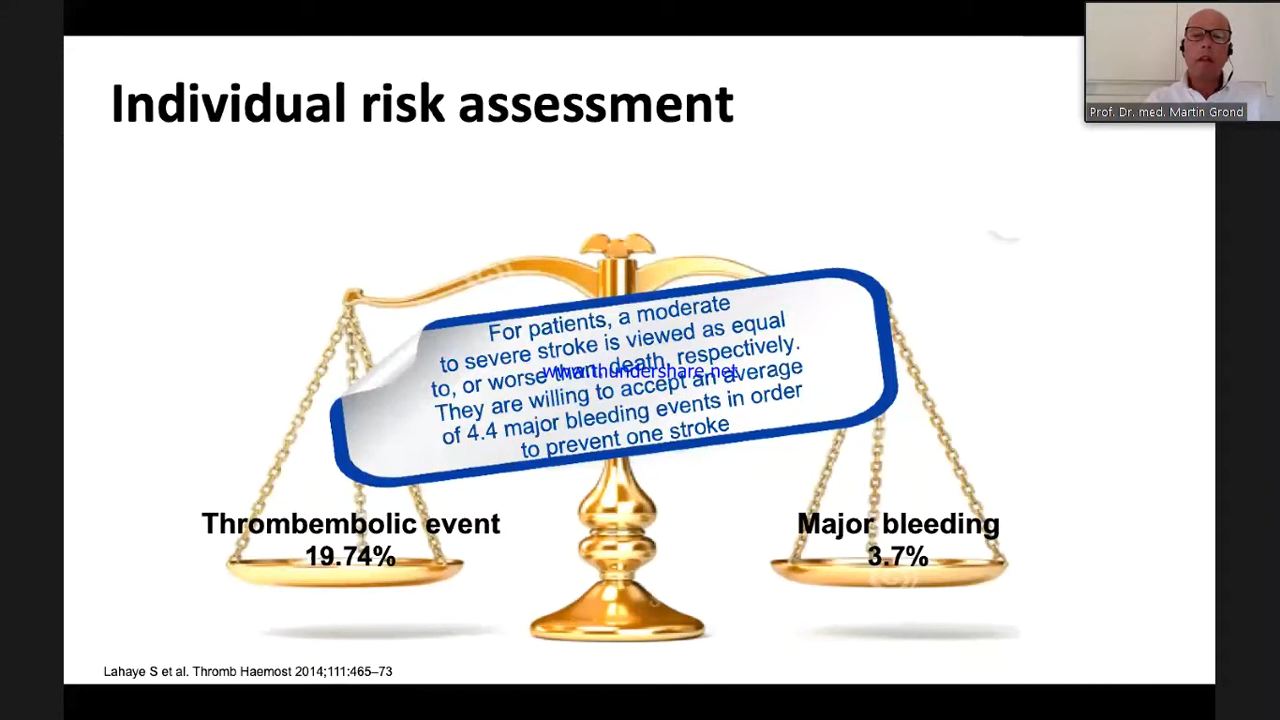 Individual risk assessment
Prof. Dr. med. Martin Grond
For patients, a moderate
to severe stroke is viewed as equal
to, or worse than, death, respectively.
www.thundershare.net
They are willing to accept an average
of 4.4 major bleeding events in order
to prevent one stroke
Thrombembolic event
19.74%
Major bleeding
3.7%
Lahaye S et al. Thromb Haemost 2014;111:465–73